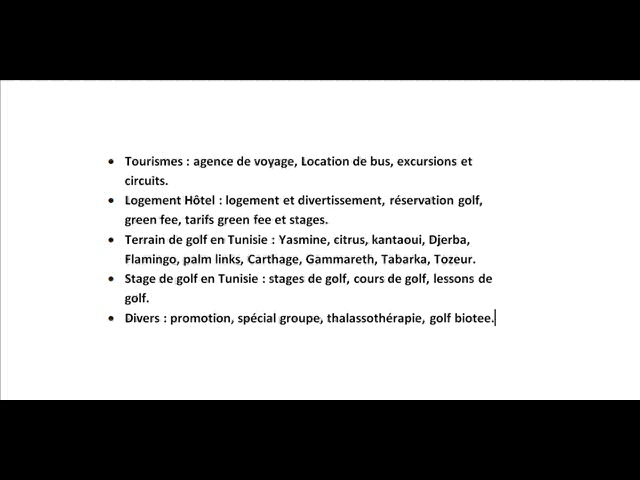 • Tourismes : agence de voyage, Location de bus, excursions et
circuits.
• Logement Hôtel : logement et divertissement, réservation golf,
green fee, tarifs green fee et stages.
• Terrain de golf en Tunisie : Yasmine, citrus, kantaoui, Djerba,
Flamingo, palm links, Carthage, Gammareth, Tabarka, Tozeur.
• Stage de golf en Tunisie : stages de golf, cours de golf, lessons de
golf.
• Divers : promotion, spécial groupe, thalassothérapie, golf biotee.